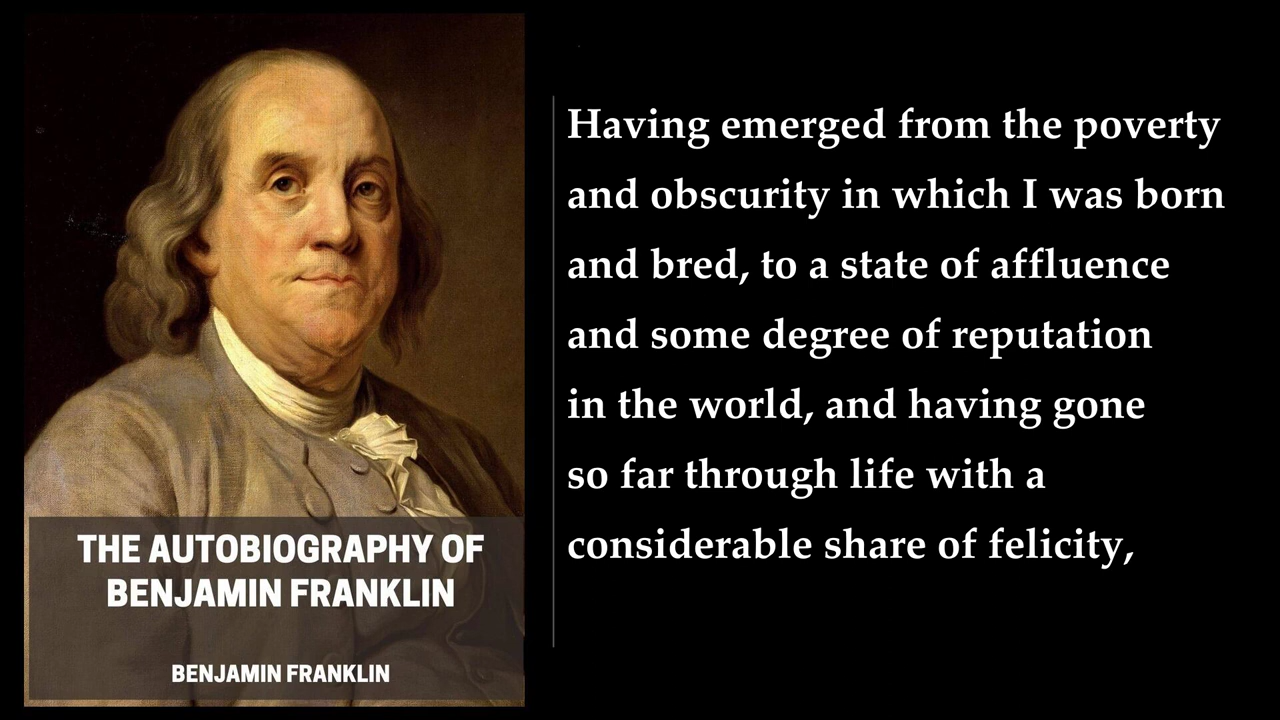 THE AUTOBIOGRAPHY OF
BENJAMIN FRANKLIN
BENJAMIN FRANKLIN
Having emerged from the poverty
and obscurity in which I was born
and bred, to a state of affluence
and some degree of reputation
in the world, and having gone
so far through life with a
considerable share of felicity,